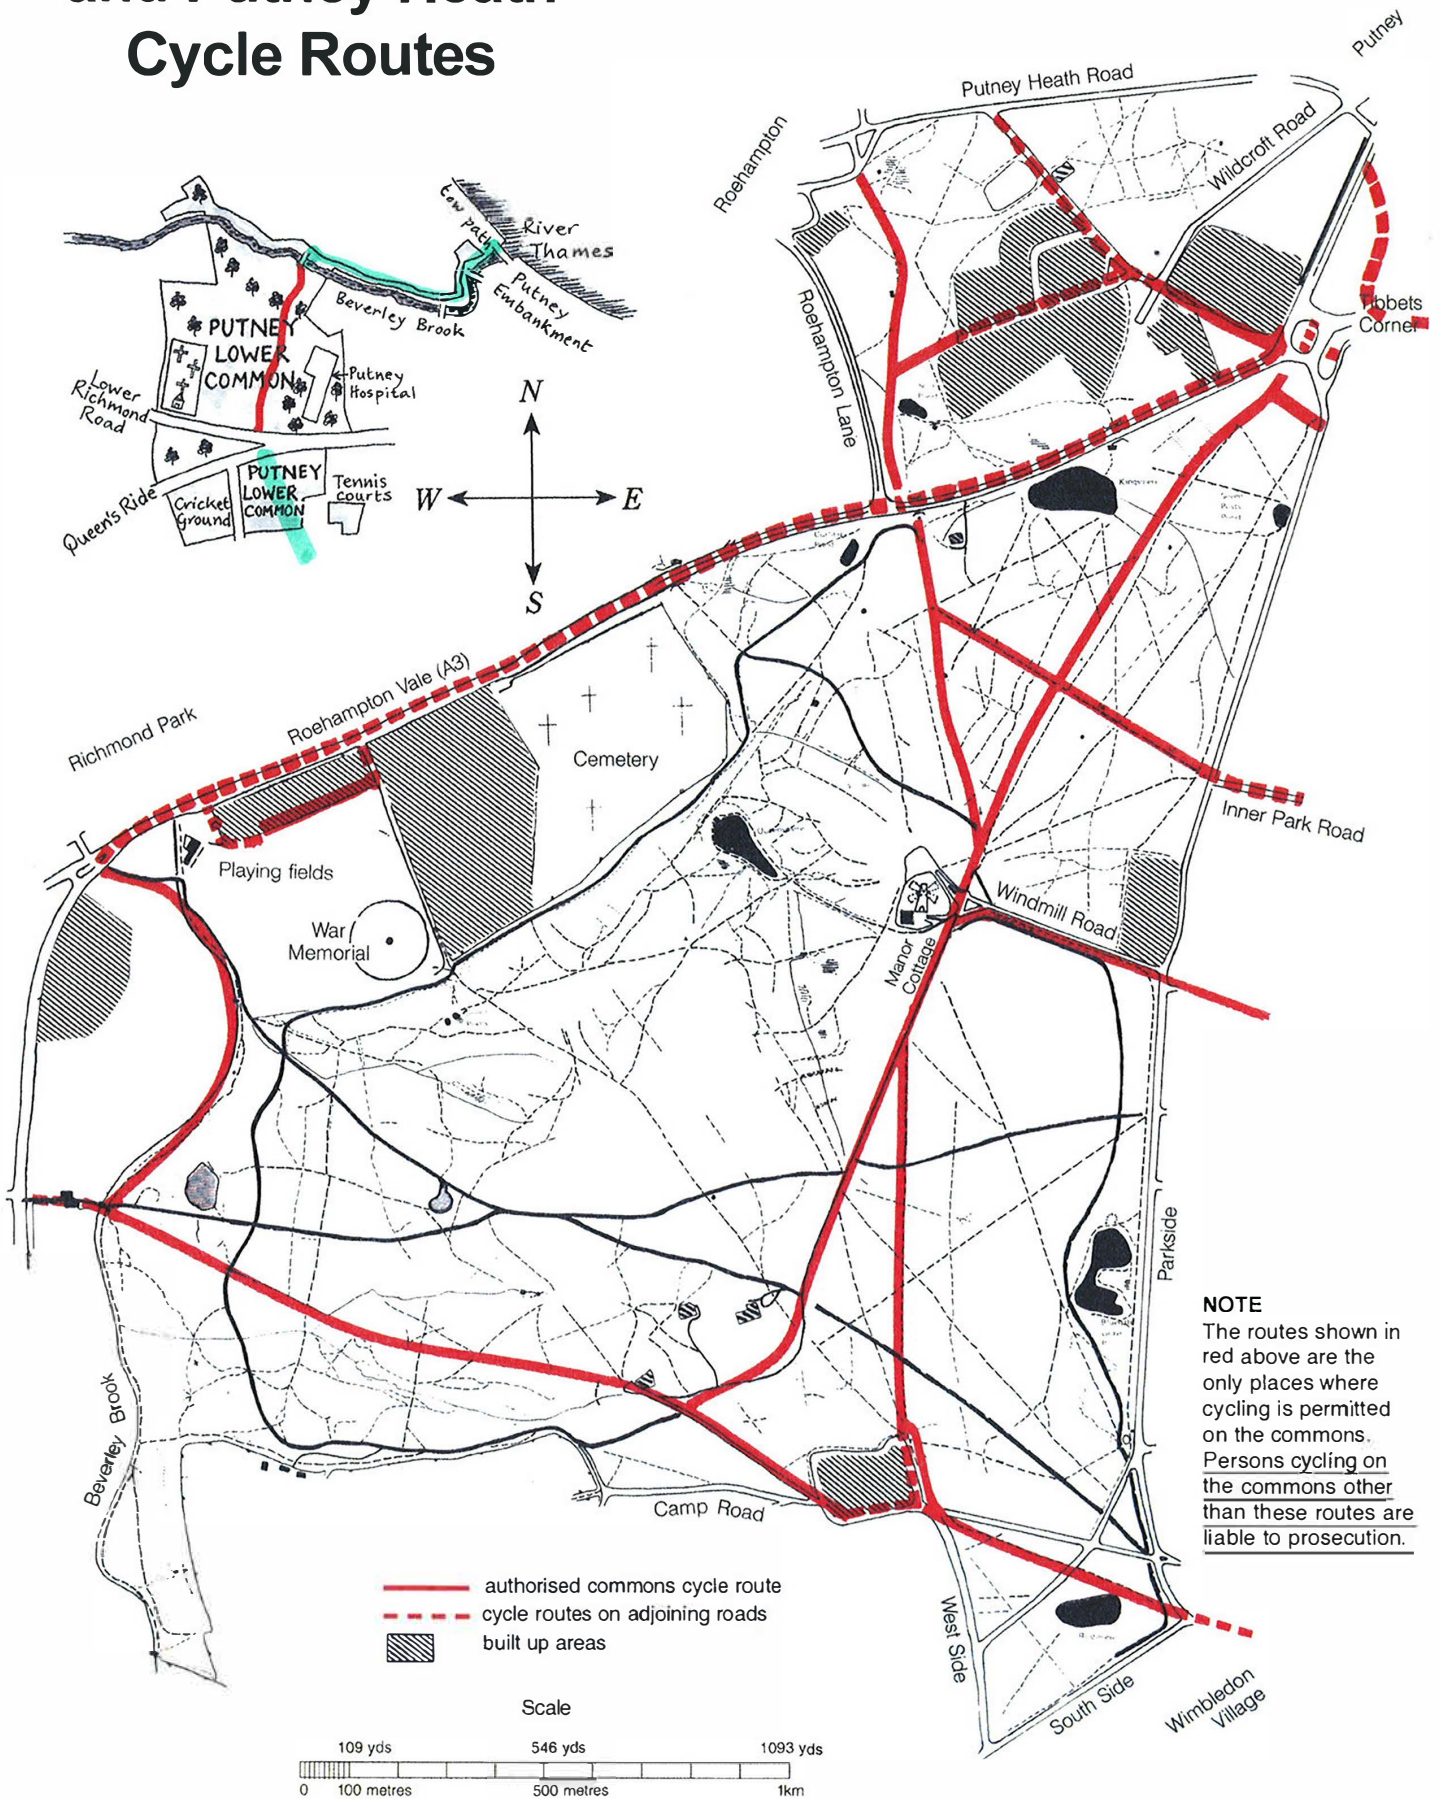 and Putney Heath
Cycle Routes
Putney
Putney Heath Road
Wildcroft Road
Roehampton
Roehampton Lane
Tibbets
Corner
tow path
River
Thames
Putney
Embankment
Beverley Brook
PUTNEY
LOWER
COMMON
Putney
Hospital
Lower
Richmond
Road
Queen's Ride
Cricket
Ground
PUTNEY
LOWER
COMMON
Tennis
courts
N
W
E
S
Richmond Park
Roehampton Vale (A3)
Cemetery
Playing fields
War
Memorial
Inner Park Road
Windmill Road
Manor
Cottage
Parkside
Beverley Brook
Camp Road
West Side
South Side
Wimbledon
Village
NOTE
The routes shown in
red above are the
only places where
cycling is permitted
on the commons.
Persons cycling on
the commons other
than these routes are
liable to prosecution.
authorised commons cycle route
cycle routes on adjoining roads
built up areas
Scale
109 yds 546 yds 1093 yds
0 100 metres 500 metres 1km